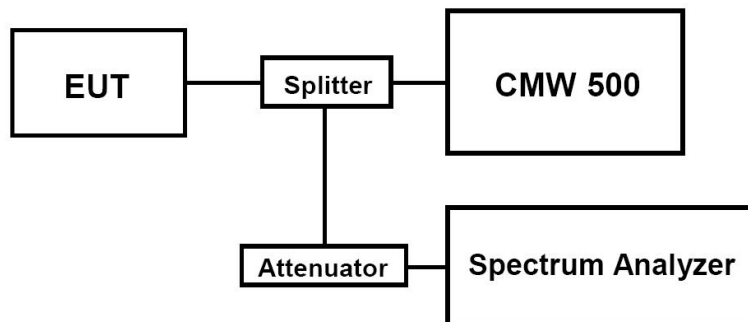 EUT
Splitter
CMW 500
Attenuator
Spectrum Analyzer